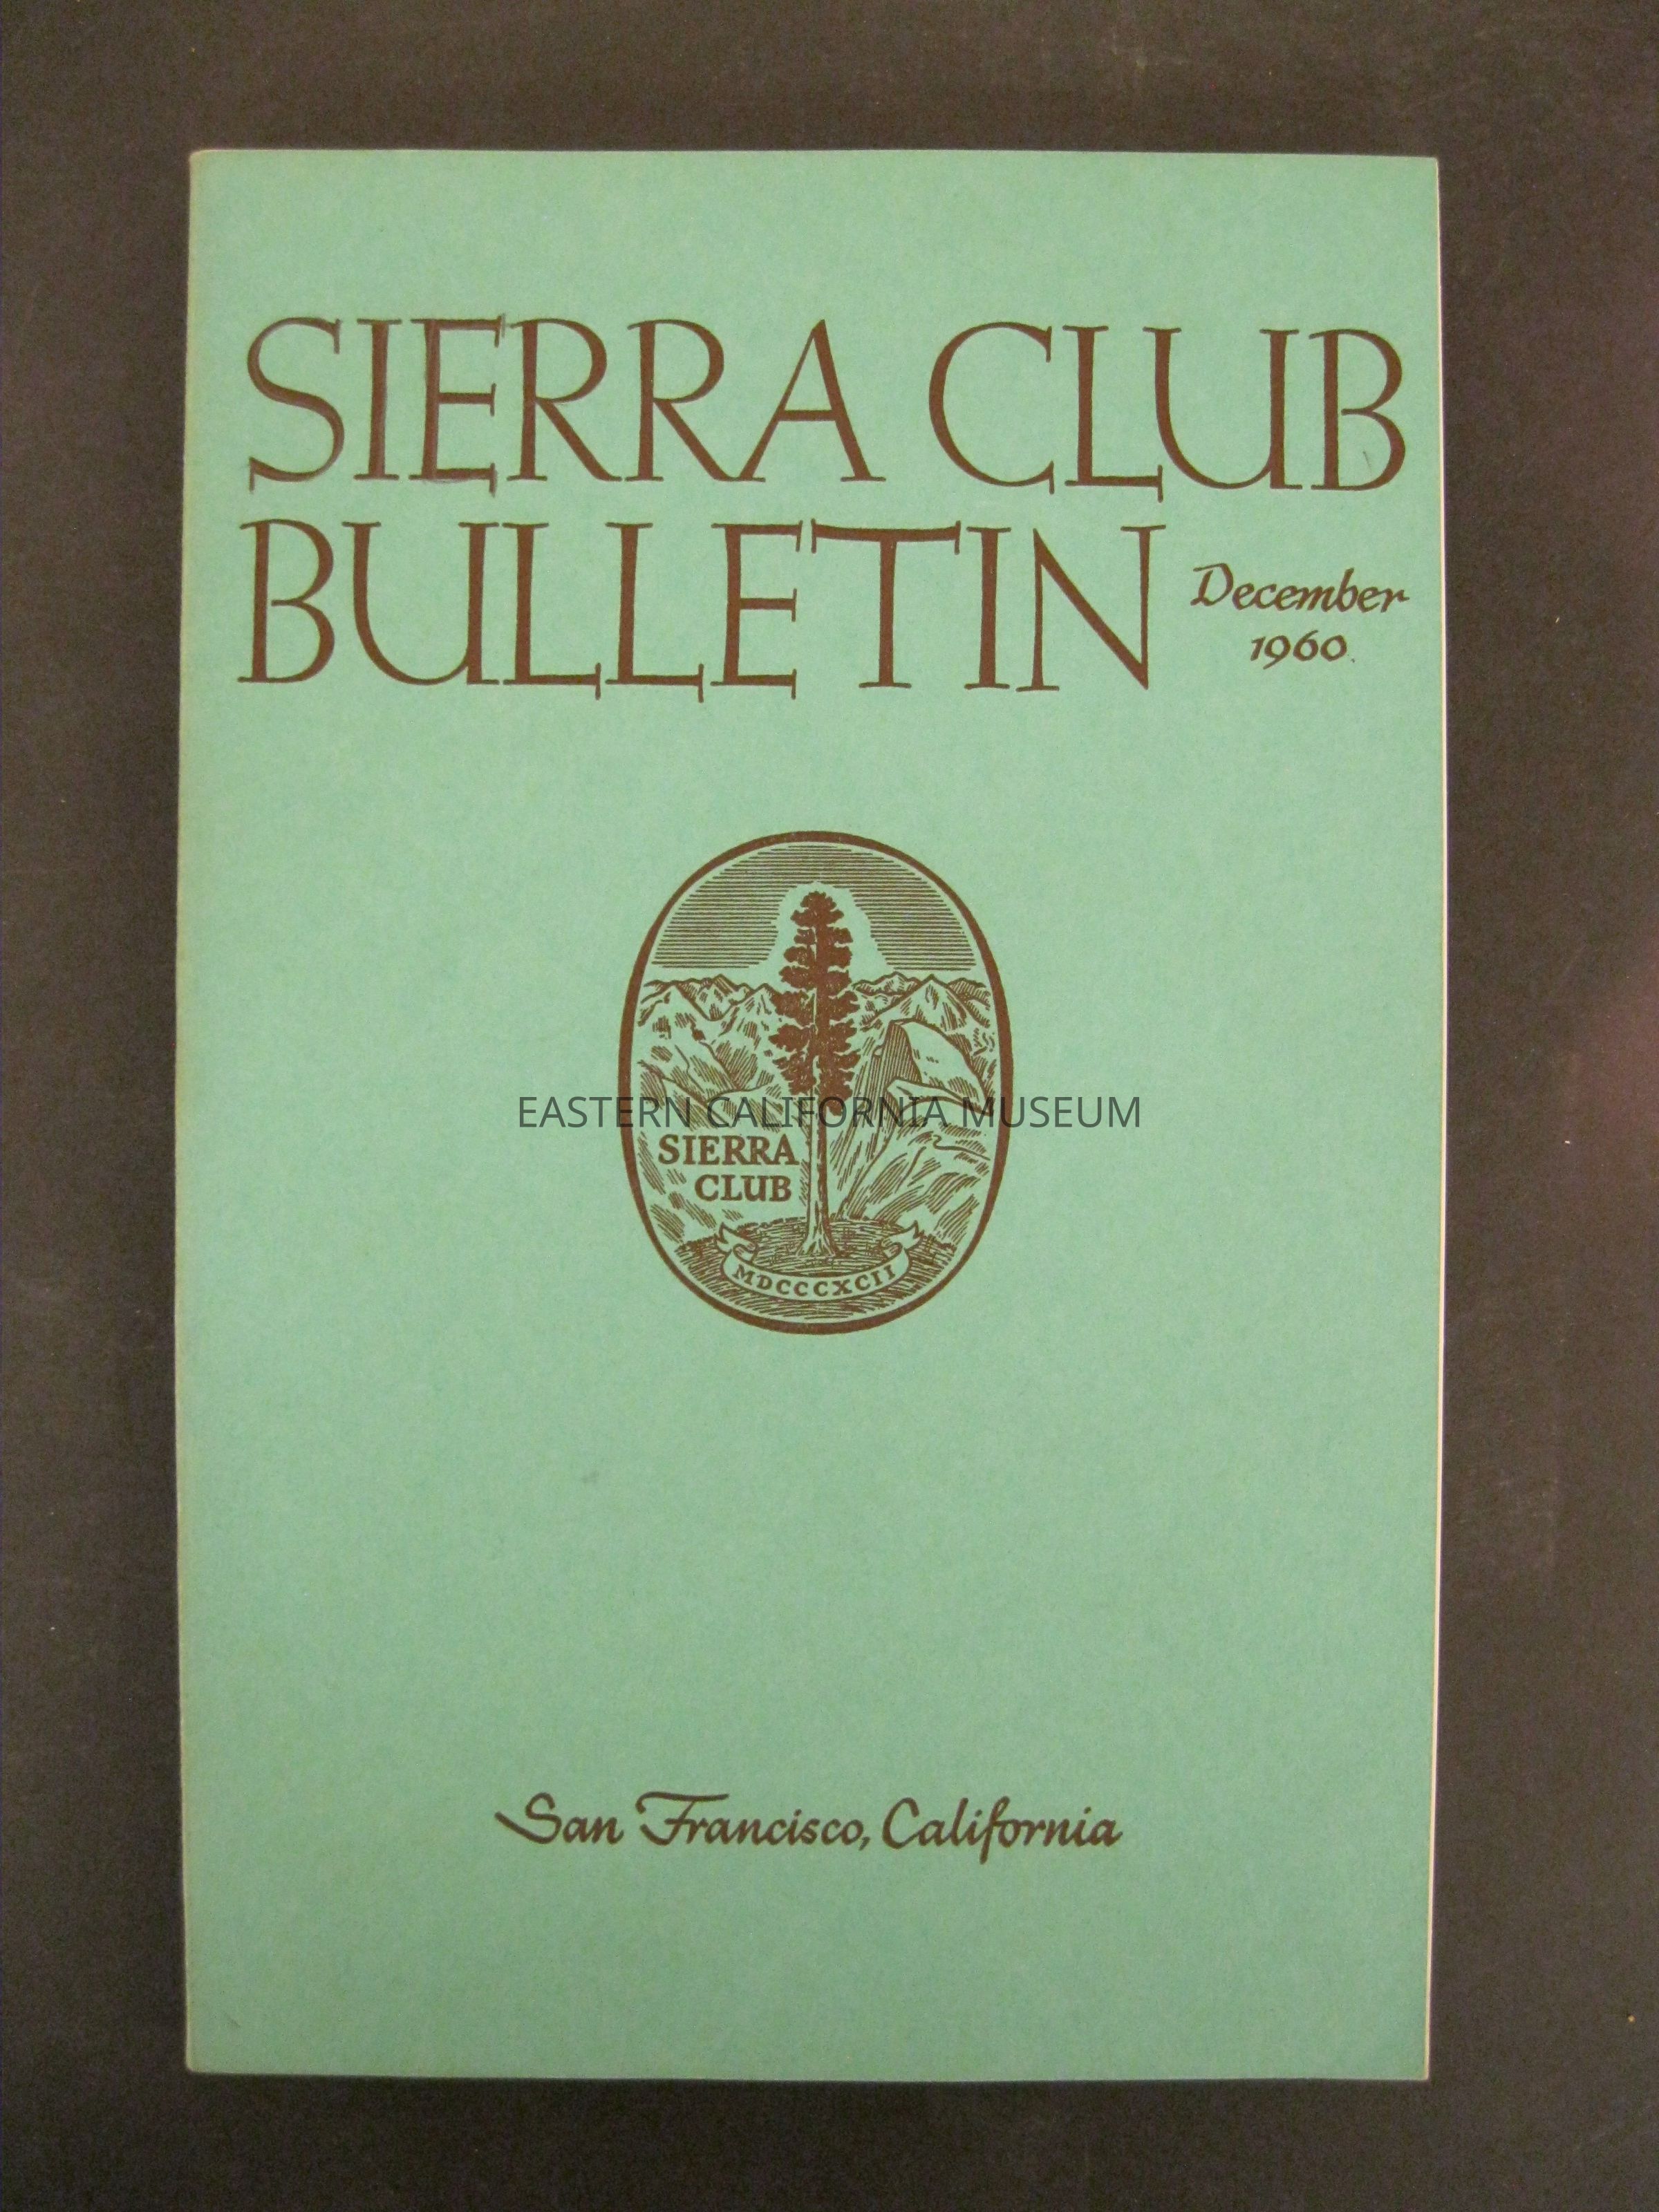 SIERRA CLUB
BULLETIN
December
1960
EASTERN CALIFORNIA MUSEUM
SIERRA
CLUB
MDCCCXCII
San Francisco, California